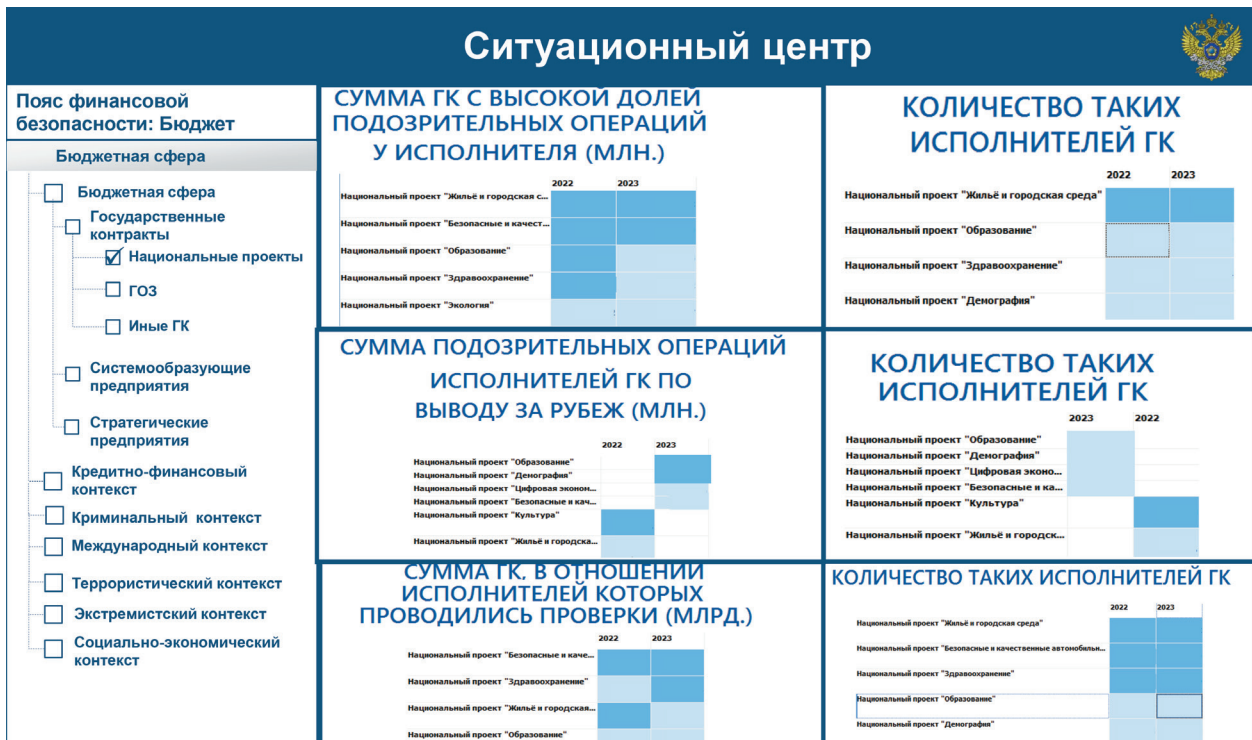 Ситуационный центр
Пояс финансовой
безопасности: Бюджет
Бюджетная сфера
Бюджетная сфера
Государственные
контракты
Национальные проекты
ГОЗ
Иные ГК
Системообразующие
предприятия
Стратегические
предприятия
Кредитно-финансовый
контекст
Криминальный контекст
Международный контекст
Террористический контекст
Экстремистский контекст
Социально-экономический
контекст
СУММА ГК С ВЫСОКОЙ ДОЛЕЙ
ПОДОЗРИТЕЛЬНЫХ ОПЕРАЦИЙ
У ИСПОЛНИТЕЛЯ (МЛН.)
2022 2023
Национальный проект "Жильё и городская с...
Национальный проект "Безопасные и качест...
Национальный проект "Образование"
Национальный проект "Здравоохранение"
Национальный проект "Экология"
КОЛИЧЕСТВО ТАКИХ
ИСПОЛНИТЕЛЕЙ ГК
2022 2023
Национальный проект "Жильё и городская среда"
Национальный проект "Образование"
Национальный проект "Здравоохранение"
Национальный проект "Демография"
СУММА ПОДОЗРИТЕЛЬНЫХ ОПЕРАЦИЙ
ИСПОЛНИТЕЛЕЙ ГК ПО
ВЫВОДУ ЗА РУБЕЖ (МЛН.)
2022 2023
Национальный проект "Образование"
Национальный проект "Демография"
Национальный проект "Цифровая эконом...
Национальный проект "Безопасные и кач...
Национальный проект "Культура"
Национальный проект "Жильё и городска...
КОЛИЧЕСТВО ТАКИХ
ИСПОЛНИТЕЛЕЙ ГК
2023 2022
Национальный проект "Образование"
Национальный проект "Демография"
Национальный проект "Цифровая эконо...
Национальный проект "Безопасные и ка...
Национальный проект "Культура"
Национальный проект "Жильё и городск...
СУММА ГК, В ОТНОШЕНИИ
ИСПОЛНИТЕЛЕЙ КОТОРЫХ
ПРОВОДИЛИСЬ ПРОВЕРКИ (МЛРД.)
2022 2023
Национальный проект "Безопасные и каче...
Национальный проект "Здравоохранение"
Национальный проект "Жильё и городская...
Национальный проект "Образование"
КОЛИЧЕСТВО ТАКИХ ИСПОЛНИТЕЛЕЙ ГК
2022 2023
Национальный проект "Жильё и городская среда"
Национальный проект "Безопасные и качественные автомобильн...
Национальный проект "Здравоохранение"
Национальный проект "Образование"
Национальный проект "Демография"